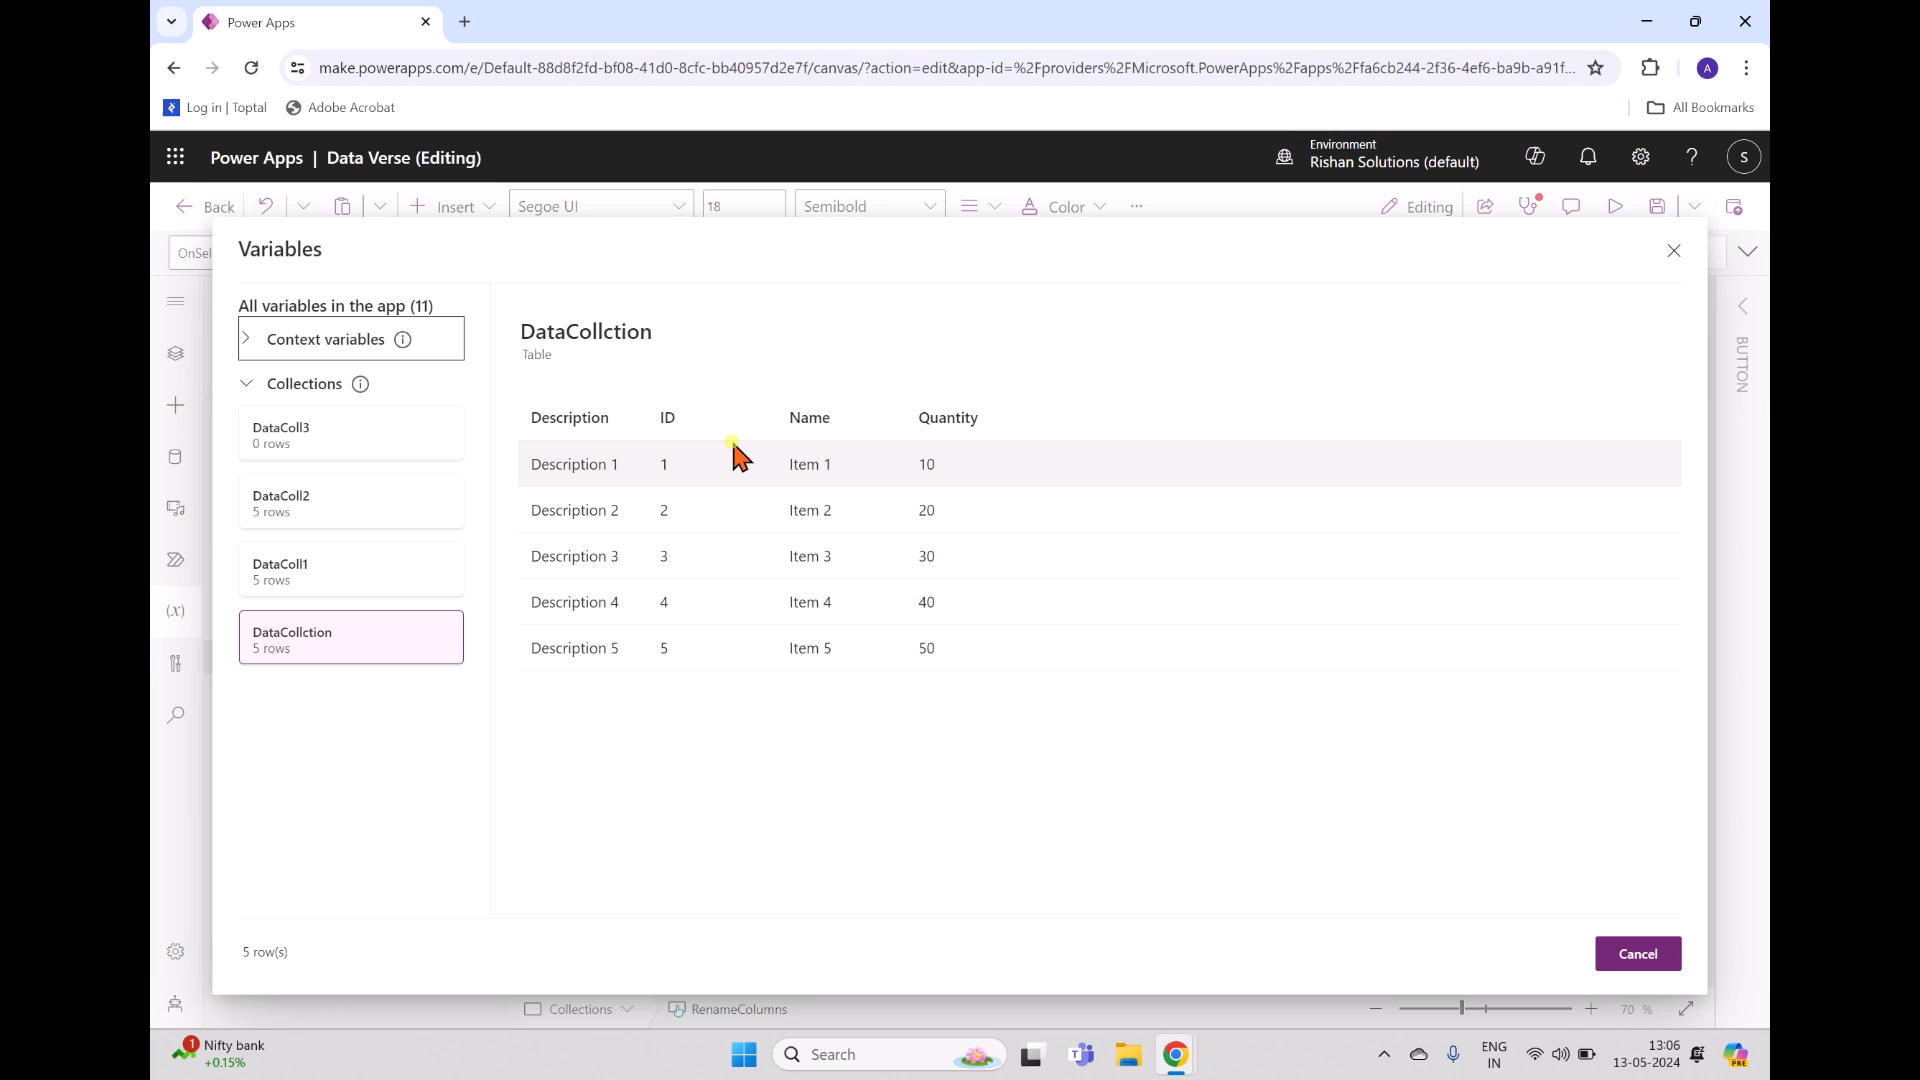 Power Apps
make.powerapps.com/e/Default-88d8f2fd-bf08-41d0-8cfc-bb40957d2e7f/canvas/?action=edit&app-id=%2Fproviders%2FMicrosoft.PowerApps%2Fapps%2Ffa6cb244-2f36-4ef6-ba9b-a91f...
A
Log in | Toptal
Adobe Acrobat
All Bookmarks
Power Apps | Data Verse (Editing)
Environment
Rishan Solutions (default)
?
S
Back
Insert
Segoe UI
18
Semibold
Color
Editing
OnSel
Variables
All variables in the app (11)
Context variables
Collections
DataColl3
0 rows
DataColl2
5 rows
DataColl1
5 rows
DataCollction
5 rows
DataCollction
Table
Description ID Name Quantity
Description 1 1 Item 1 10
Description 2 2 Item 2 20
Description 3 3 Item 3 30
Description 4 4 Item 4 40
Description 5 5 Item 5 50
BUTTON
5 row(s)
Cancel
Collections
RenameColumns
70 %
1
Nifty bank
+0.15%
Search
ENG
IN
13:06
13-05-2024
PRE